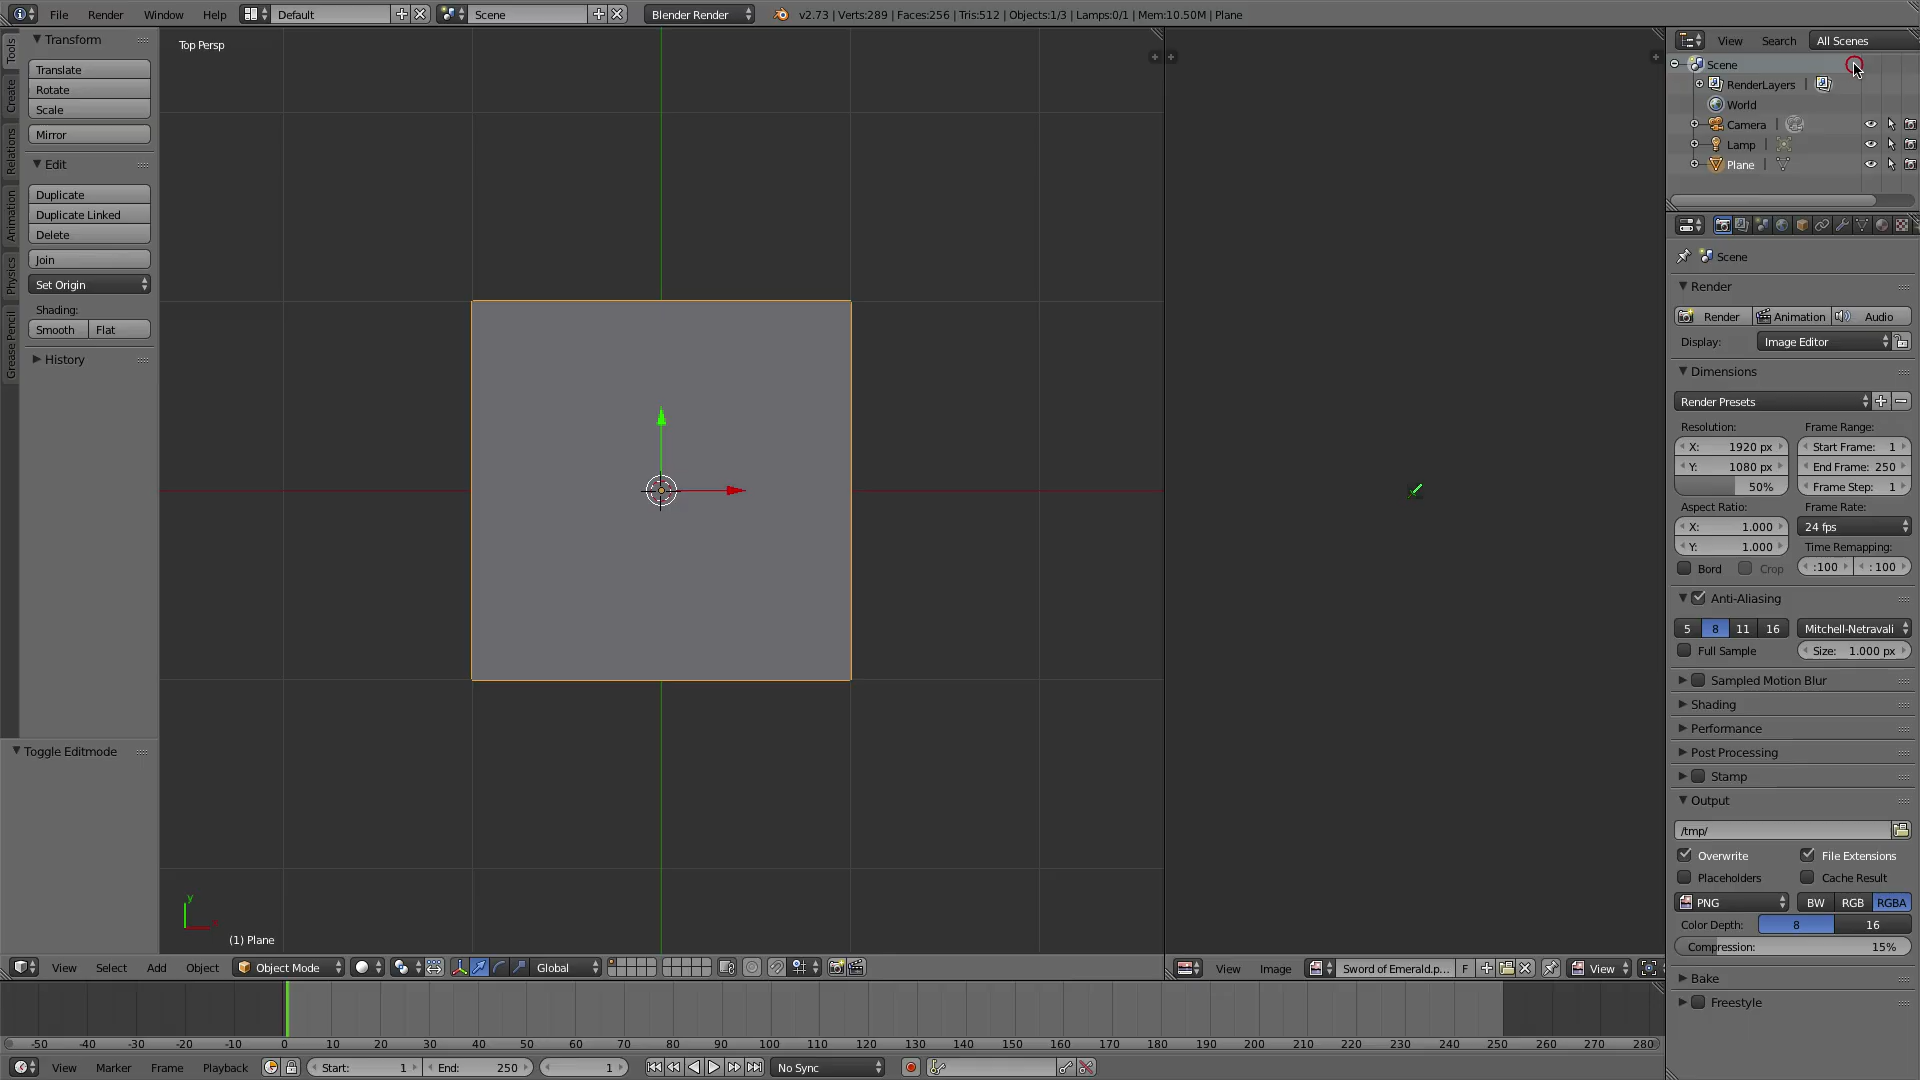 File Render Window Help Default Scene Blender Render v2.73 | Verts:289 | Faces:256 | Tris:512 | Objects:1/3 | Lamps:0/1 | Mem:10.50M | Plane
Tools
Create
Relations
Animation
Physics
Grease Pencil
Transform
Translate
Rotate
Scale
Mirror
Edit
Duplicate
Duplicate Linked
Delete
Join
Set Origin
Shading:
Smooth Flat
History
Toggle Editmode
Top Persp
y
(1) Plane
View Select Add Object Object Mode Global
View Image Sword of Emerald.p... F View
View Search All Scenes
Scene
RenderLayers |
World
Camera |
Lamp |
Plane |
Scene
Render
Render Animation Audio
Display: Image Editor
Dimensions
Render Presets
Resolution: Frame Range:
X: 1920 px Start Frame: 1
Y: 1080 px End Frame: 250
50% Frame Step: 1
Aspect Ratio: Frame Rate:
X: 1.000 24 fps
Y: 1.000 Time Remapping:
Bord Crop :100 : 100
Anti-Aliasing
5 8 11 16 Mitchell-Netravali
Full Sample Size: 1.000 px
Sampled Motion Blur
Shading
Performance
Post Processing
Stamp
Output
/tmp/
Overwrite File Extensions
Placeholders Cache Result
PNG BW RGB RGBA
Color Depth: 8 16
Compression: 15%
Bake
Freestyle
-50 -40 -30 -20 -10 0 10 20 30 40 50 60 70 80 90 100 110 120 130 140 150 160 170 180 190 200 210 220 230 240 250 260 270 280
View Marker Frame Playback Start: 1 End: 250 1 No Sync